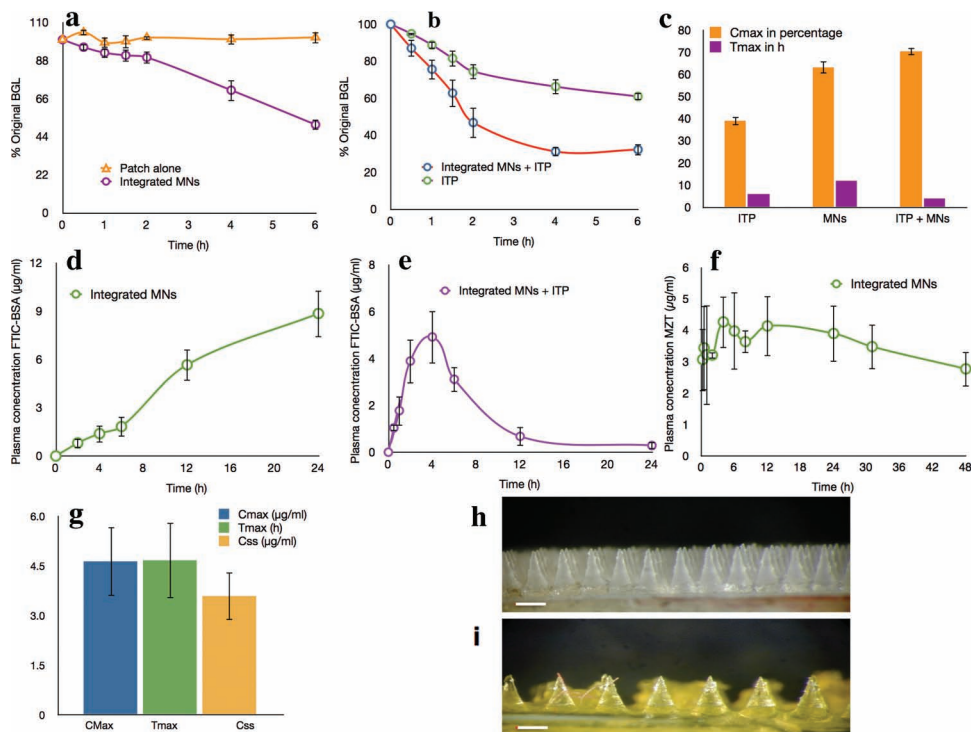 a
110
88
66
44
22
0
% Original BGL
Patch alone
Integrated MNs
0 1 2 3 4 5 6
Time (h)
b
100
80
60
40
20
0
% Original BGL
Integrated MNs + ITP
ITP
0 1 2 3 4 5 6
Time (h)
c
Cmax in percentage
Tmax in h
80
70
60
50
40
30
20
10
0
ITP MNs ITP + MNs
d
12
9
6
3
0
Plasma conecntration FTIC-BSA (µg/ml)
Integrated MNs
0 4 8 12 16 20 24
Time (h)
e
8
6
4
2
0
Plasma conecntration FTIC-BSA (µg/ml)
Integrated MNs + ITP
0 4 8 12 16 20 24
Time (h)
f
6
5
4
3
2
1
0
Plasma conecntration MZT (µg/ml)
Integrated MNs
0 6 12 18 24 30 36 42 48
Time (h)
g
6.0
4.5
3.0
1.5
0
Cmax (µg/ml)
Tmax (h)
Css (µg/ml)
CMax Tmax Css
h
i